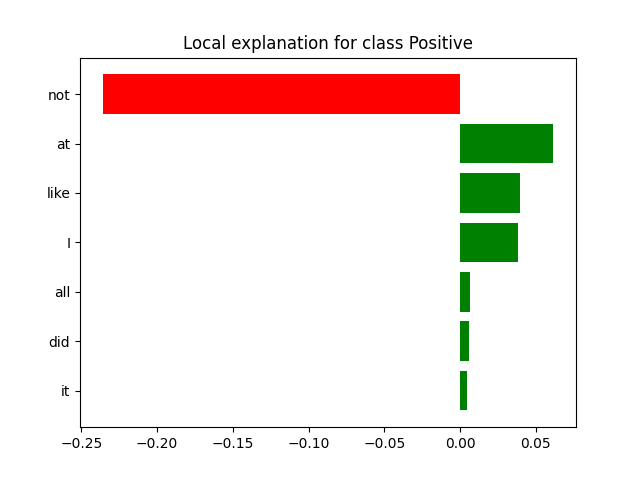 Local explanation for class Positive
not
at
like
I
all
did
it
−0.25 −0.20 −0.15 −0.10 −0.05 0.00 0.05